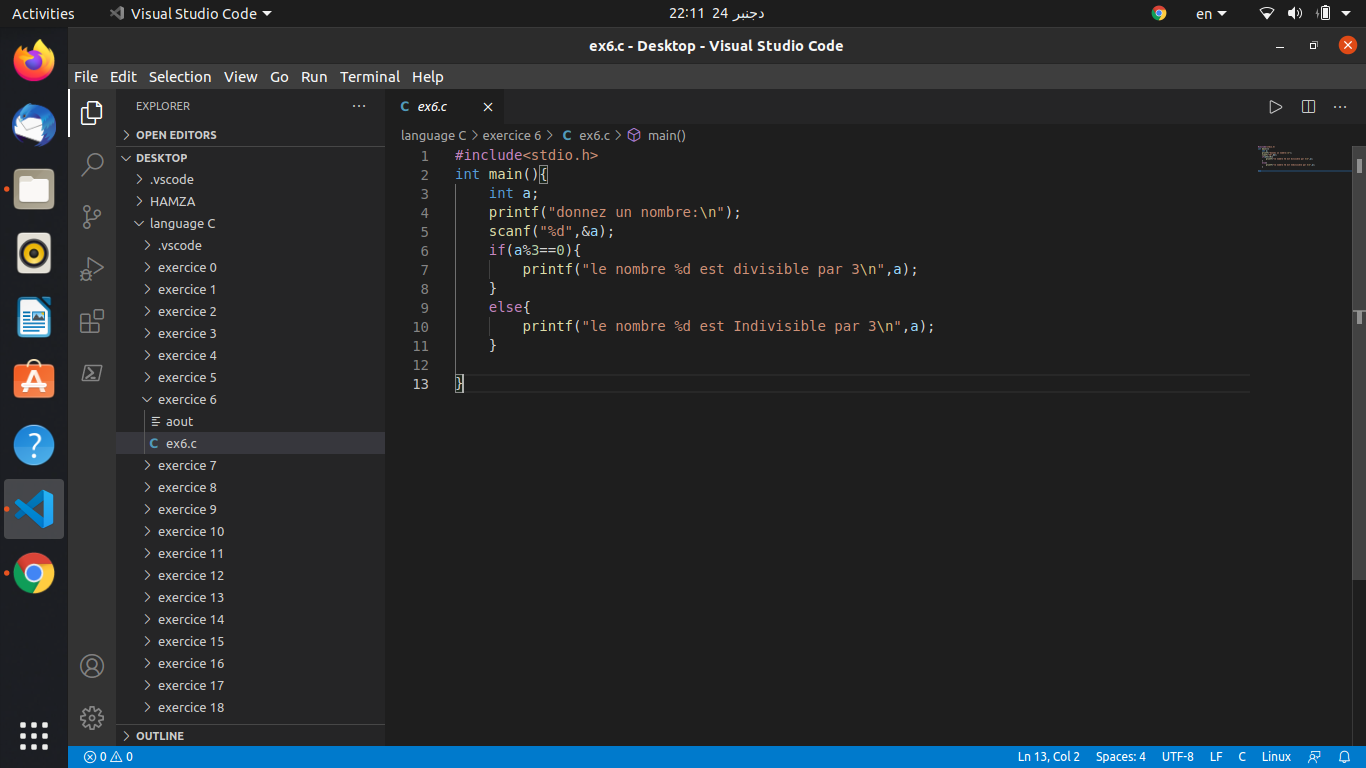 Activities Visual Studio Code 22:11 24 دجنبر en
ex6.c - Desktop - Visual Studio Code
File Edit Selection View Go Run Terminal Help
EXPLORER
OPEN EDITORS
DESKTOP
.vscode
HAMZA
language C
.vscode
exercice 0
exercice 1
exercice 2
exercice 3
exercice 4
exercice 5
exercice 6
aout
C ex6.c
exercice 7
exercice 8
exercice 9
exercice 10
exercice 11
exercice 12
exercice 13
exercice 14
exercice 15
exercice 16
exercice 17
exercice 18
OUTLINE
C ex6.c
language C > exercice 6 > C ex6.c > main()
1 #include<stdio.h>
2 int main(){
3 int a;
4 printf("donnez un nombre:\n");
5 scanf("%d",&a);
6 if(a%3==0){
7 printf("le nombre %d est divisible par 3\n",a);
8 }
9 else{
10 printf("le nombre %d est Indivisible par 3\n",a);
11 }
12
13 }
0 0 Ln 13, Col 2 Spaces: 4 UTF-8 LF C Linux